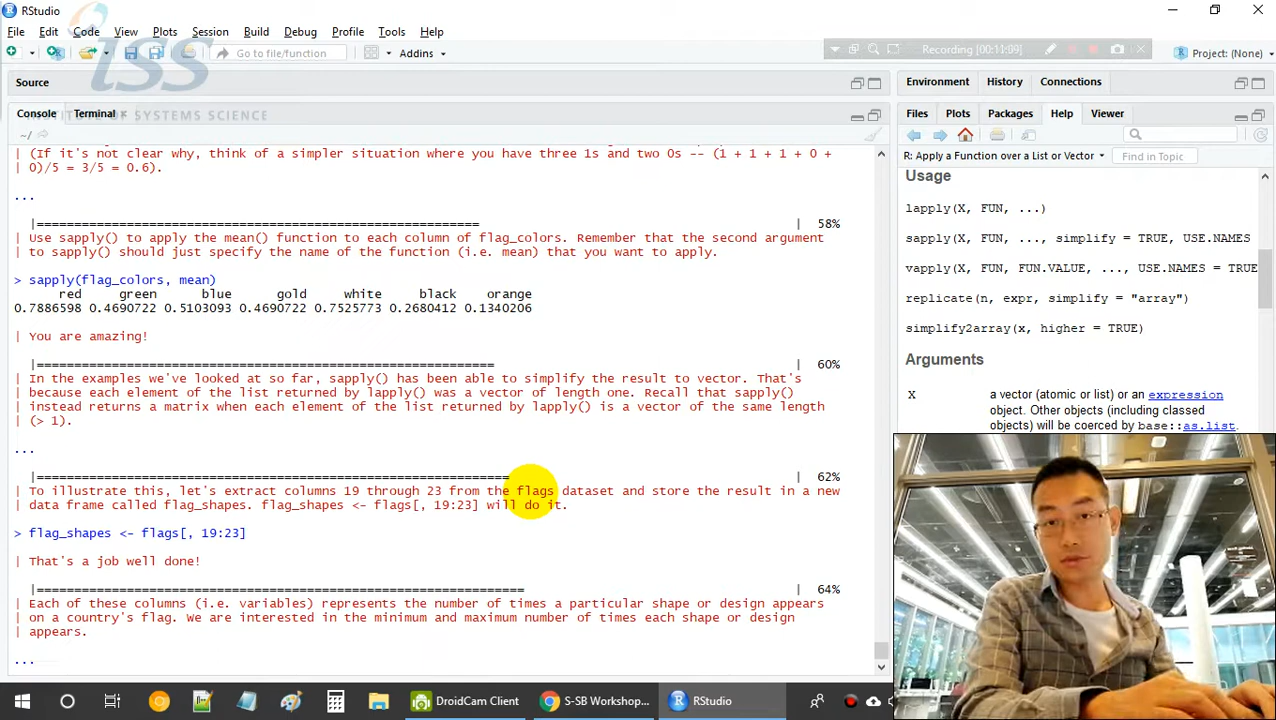 RStudio
File Edit Code View Plots Session Build Debug Profile Tools Help
Go to file/function Addins
Recording [00:11:09]
Project: (None)
iss
INSTITUTE OF SYSTEMS SCIENCE
Source
Console Terminal ×
~/
| (If it's not clear why, think of a simpler situation where you have three 1s and two 0s -- (1 + 1 + 1 + 0 +
| 0)/5 = 3/5 = 0.6).
...
|=========================================================== | 58%
| Use sapply() to apply the mean() function to each column of flag_colors. Remember that the second argument
| to sapply() should just specify the name of the function (i.e. mean) that you want to apply.
> sapply(flag_colors, mean)
red green blue gold white black orange
0.7886598 0.4690722 0.5103093 0.4690722 0.7525773 0.2680412 0.1340206
| You are amazing!
|============================================================= | 60%
| In the examples we've looked at so far, sapply() has been able to simplify the result to vector. That's
| because each element of the list returned by lapply() was a vector of length one. Recall that sapply()
| instead returns a matrix when each element of the list returned by lapply() is a vector of the same length
| (> 1).
...
|=============================================================== | 62%
| To illustrate this, let's extract columns 19 through 23 from the flags dataset and store the result in a new
| data frame called flag_shapes. flag_shapes <- flags[, 19:23] will do it.
> flag_shapes <- flags[, 19:23]
| That's a job well done!
|================================================================= | 64%
| Each of these columns (i.e. variables) represents the number of times a particular shape or design appears
| on a country's flag. We are interested in the minimum and maximum number of times each shape or design
| appears.
...
Environment History Connections
Files Plots Packages Help Viewer
R: Apply a Function over a List or Vector Find in Topic
Usage
lapply(X, FUN, ...)
sapply(X, FUN, ..., simplify = TRUE, USE.NAMES
vapply(X, FUN, FUN.VALUE, ..., USE.NAMES = TRUE
replicate(n, expr, simplify = "array")
simplify2array(x, higher = TRUE)
Arguments
X a vector (atomic or list) or an expression
object. Other objects (including classed
objects) will be coerced by base::as.list.
DroidCam Client S-SB Workshop... RStudio